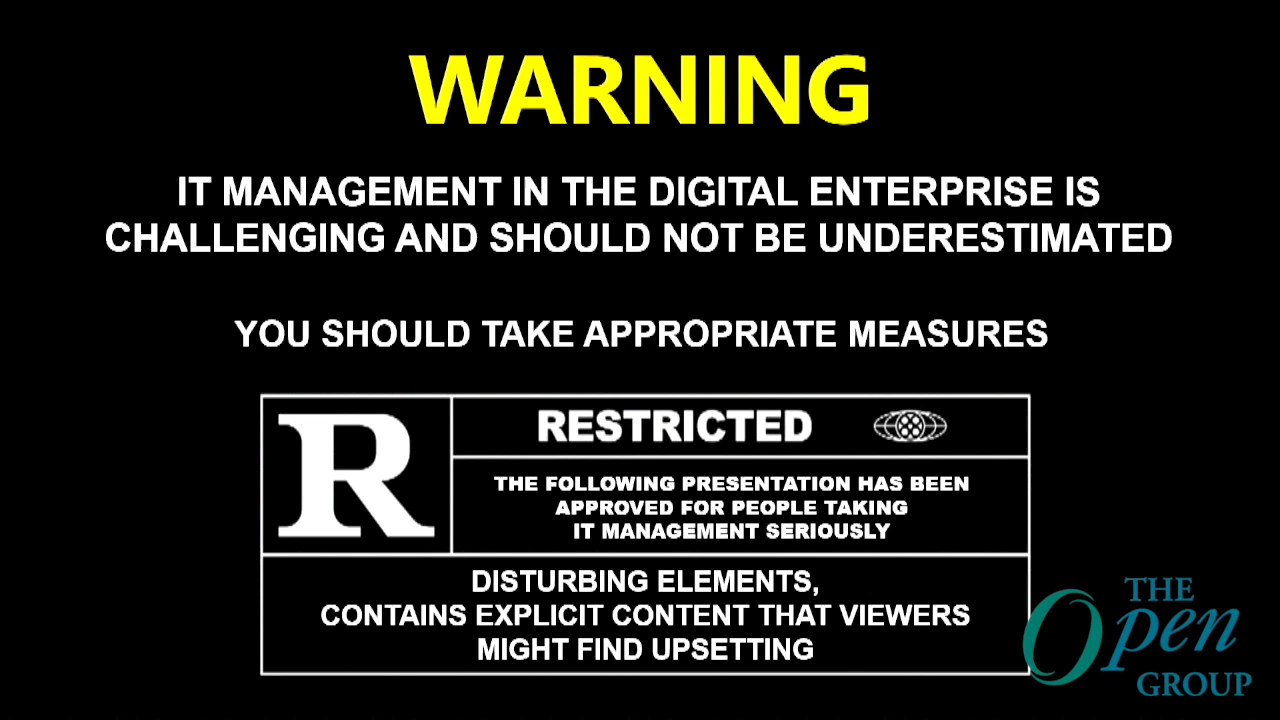 WARNING
IT MANAGEMENT IN THE DIGITAL ENTERPRISE IS
CHALLENGING AND SHOULD NOT BE UNDERESTIMATED
YOU SHOULD TAKE APPROPRIATE MEASURES
R
RESTRICTED
THE FOLLOWING PRESENTATION HAS BEEN
APPROVED FOR PEOPLE TAKING
IT MANAGEMENT SERIOUSLY
DISTURBING ELEMENTS,
CONTAINS EXPLICIT CONTENT THAT VIEWERS
MIGHT FIND UPSETTING
THE
Open
GROUP